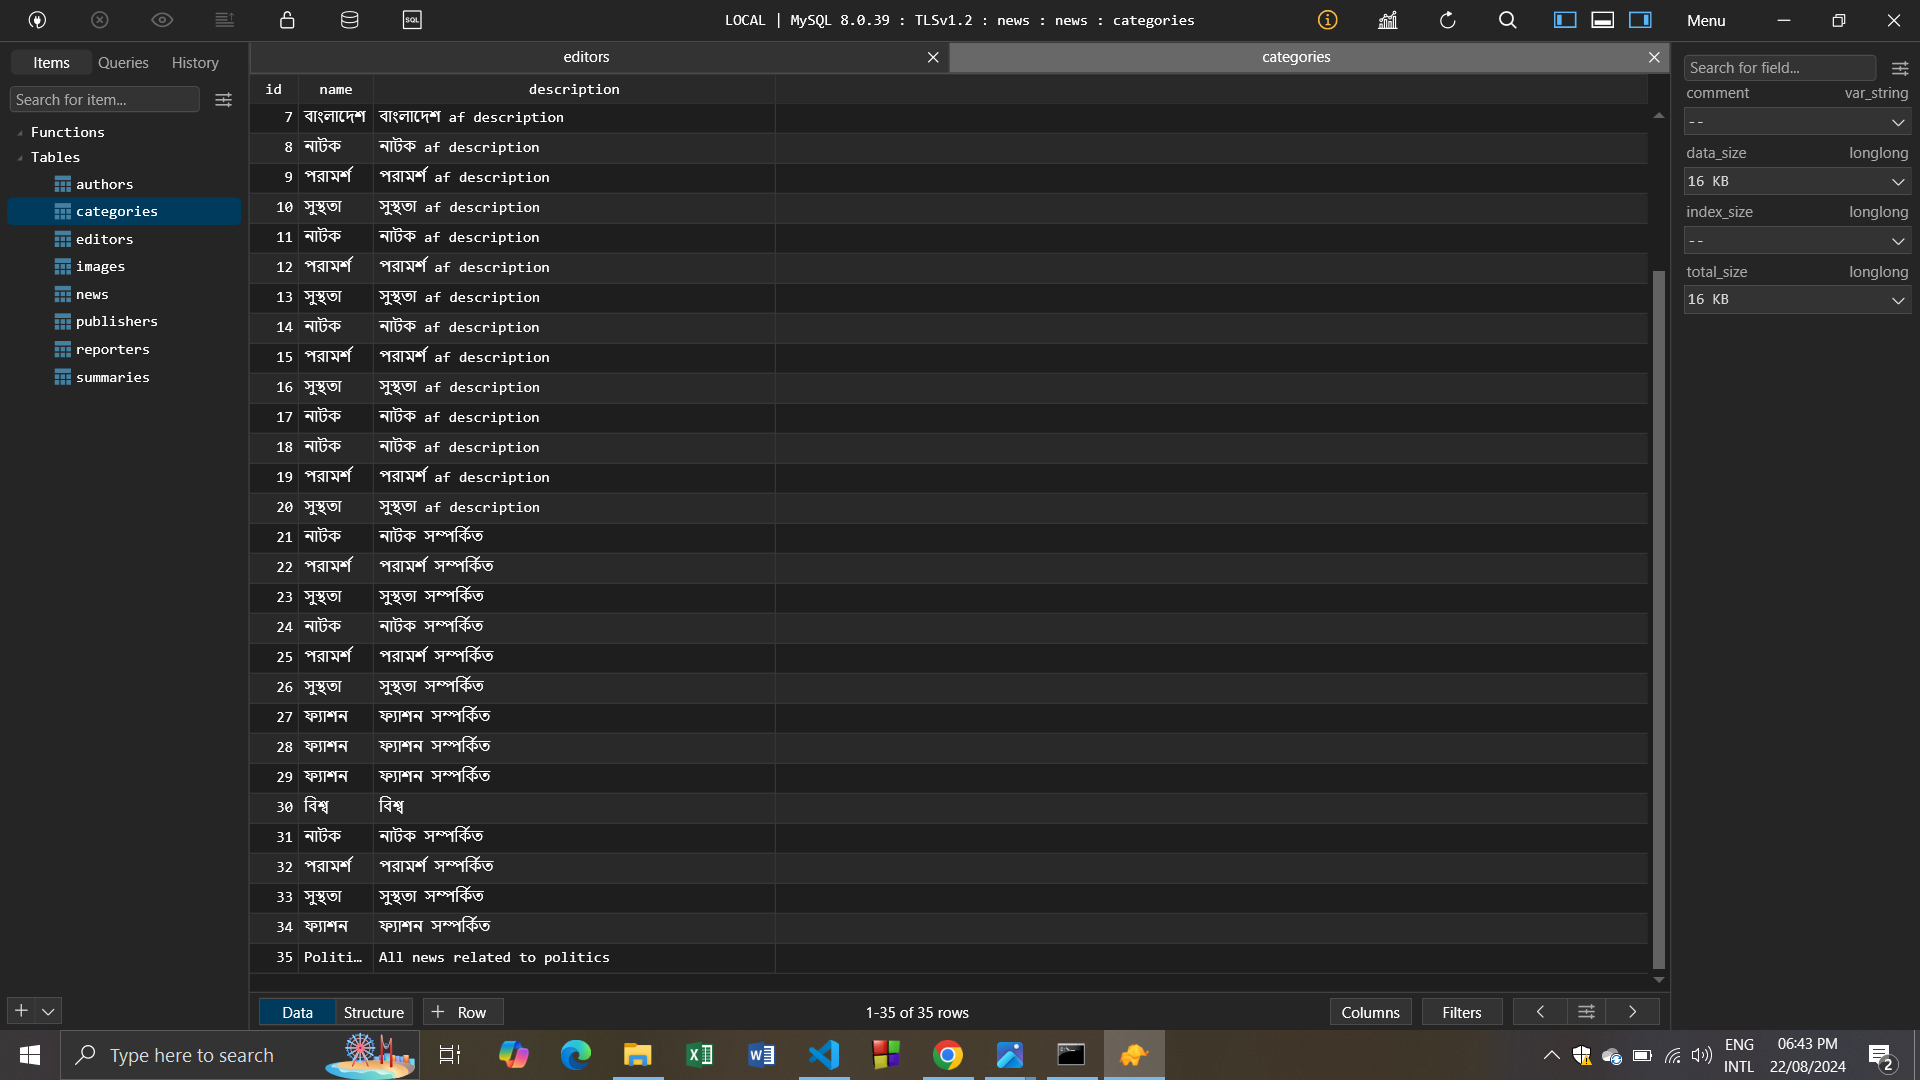 LOCAL | MySQL 8.0.39 : TLSv1.2 : news : news : categories
Menu
SQL
Items Queries History
Search for item...
Functions
Tables
authors
categories
editors
images
news
publishers
reporters
summaries
editors
categories
id name description
7 বাংলাদেশ বাংলাদেশ af description
8 নাটক নাটক af description
9 পরামর্শ পরামর্শ af description
10 সুস্থতা সুস্থতা af description
11 নাটক নাটক af description
12 পরামর্শ পরামর্শ af description
13 সুস্থতা সুস্থতা af description
14 নাটক নাটক af description
15 পরামর্শ পরামর্শ af description
16 সুস্থতা সুস্থতা af description
17 নাটক নাটক af description
18 নাটক নাটক af description
19 পরামর্শ পরামর্শ af description
20 সুস্থতা সুস্থতা af description
21 নাটক নাটক সম্পর্কিত
22 পরামর্শ পরামর্শ সম্পর্কিত
23 সুস্থতা সুস্থতা সম্পর্কিত
24 নাটক নাটক সম্পর্কিত
25 পরামর্শ পরামর্শ সম্পর্কিত
26 সুস্থতা সুস্থতা সম্পর্কিত
27 ফ্যাশন ফ্যাশন সম্পর্কিত
28 ফ্যাশন ফ্যাশন সম্পর্কিত
29 ফ্যাশন ফ্যাশন সম্পর্কিত
30 বিশ্ব বিশ্ব
31 নাটক নাটক সম্পর্কিত
32 পরামর্শ পরামর্শ সম্পর্কিত
33 সুস্থতা সুস্থতা সম্পর্কিত
34 ফ্যাশন ফ্যাশন সম্পর্কিত
35 Politi... All news related to politics
Data Structure + Row 1-35 of 35 rows Columns Filters
Search for field...
comment var_string
--
data_size longlong
16 KB
index_size longlong
--
total_size longlong
16 KB
Type here to search
ENG
INTL
06:43 PM
22/08/2024
2